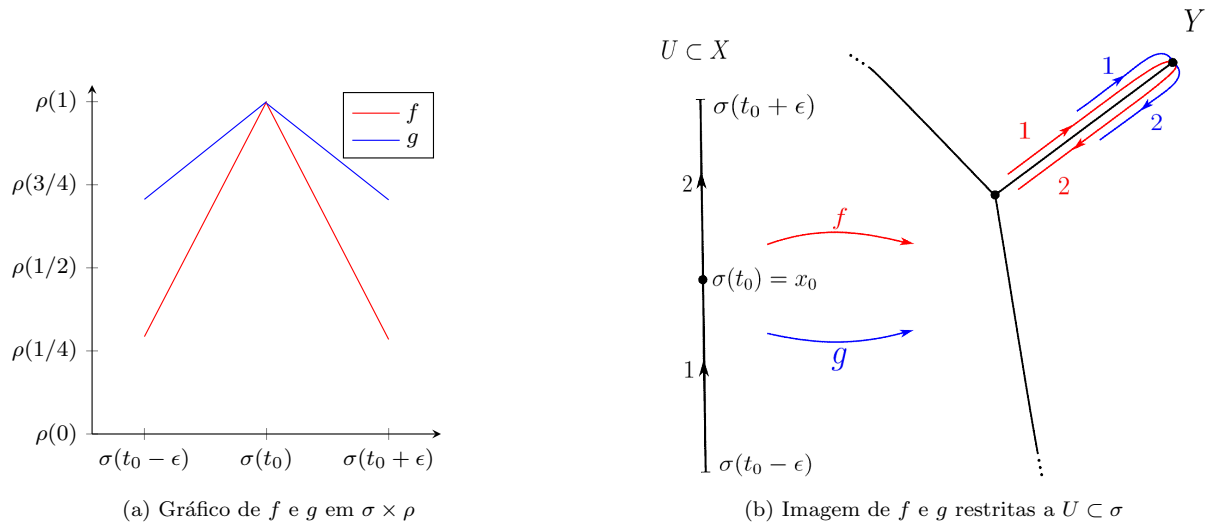 ρ(1)
ρ(3/4)
ρ(1/2)
ρ(1/4)
ρ(0)
σ(t₀ − ϵ)
σ(t₀)
σ(t₀ + ϵ)
f
g
(a) Gráfico de f e g em σ × ρ
U ⊂ X
σ(t₀ + ϵ)
2
σ(t₀) = x₀
1
σ(t₀ − ϵ)
f
g
Y
1
2
1
2
(b) Imagem de f e g restritas a U ⊂ σ